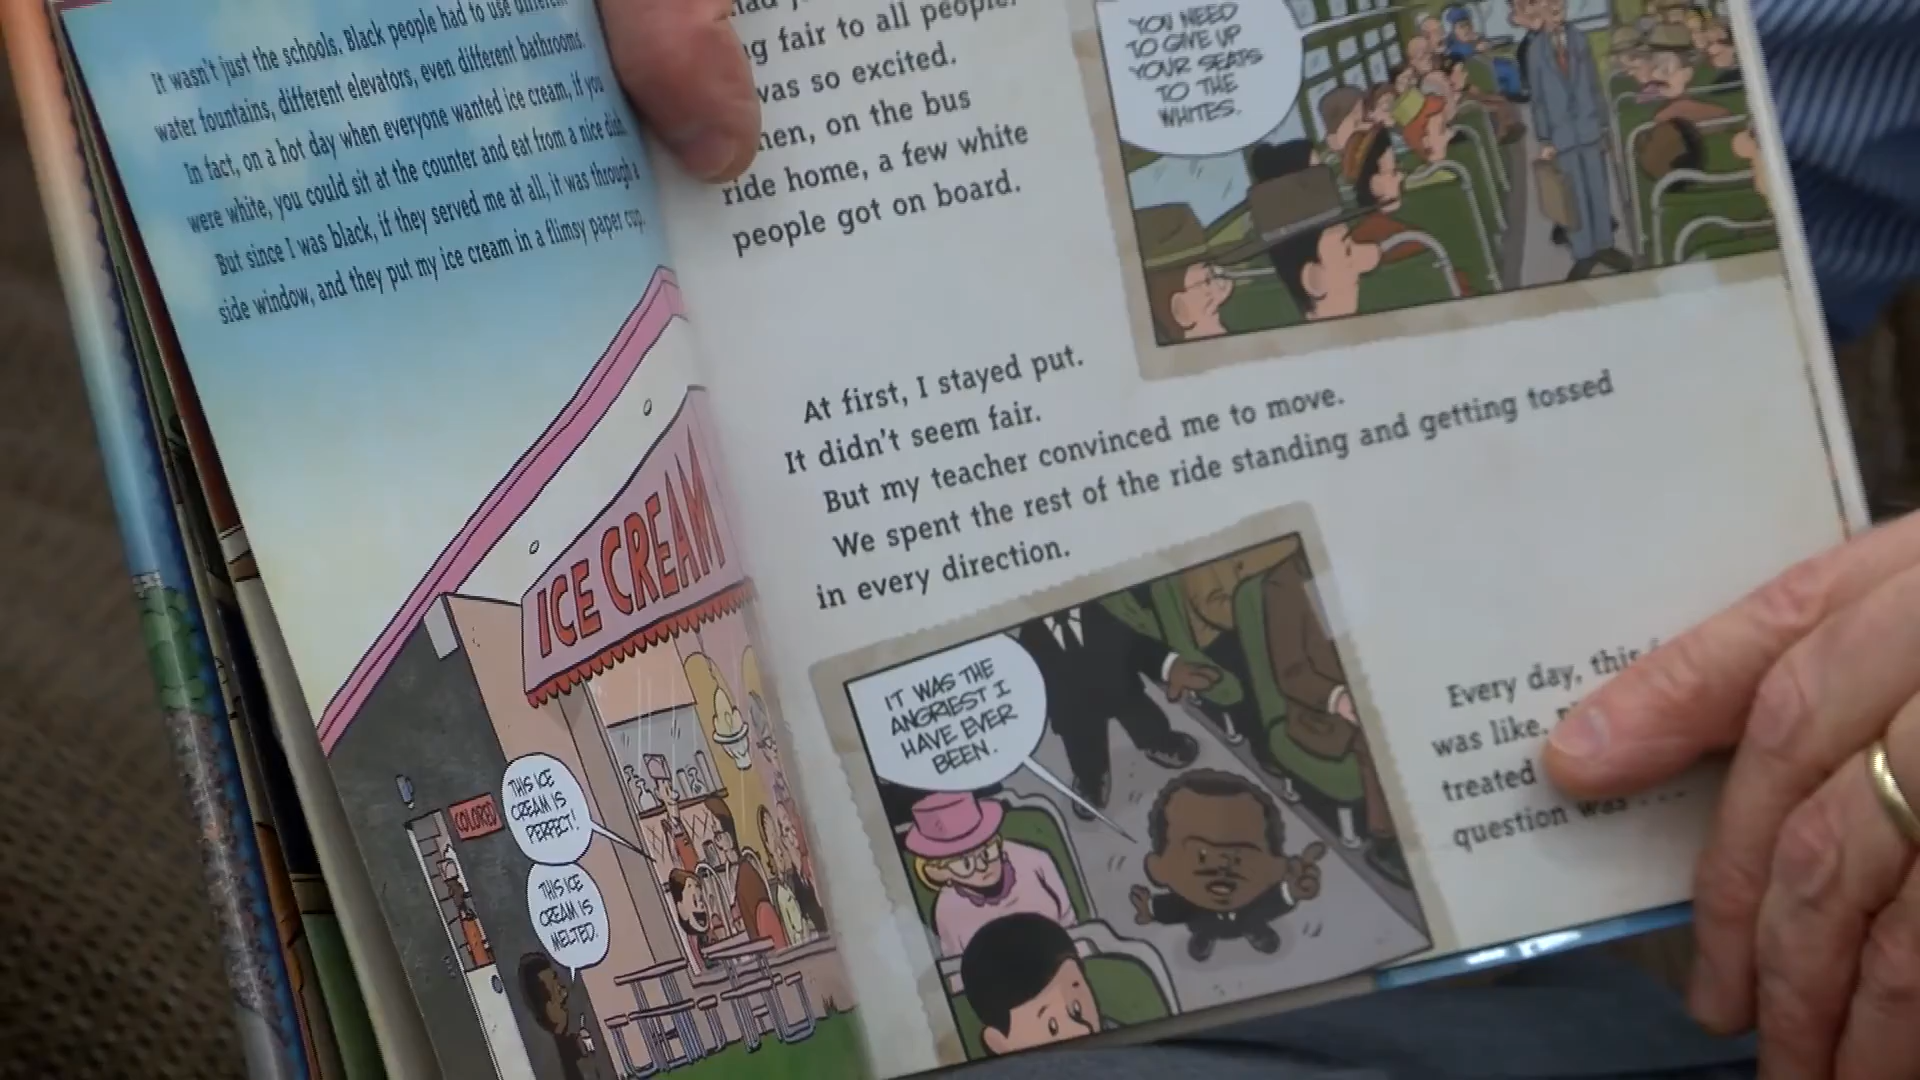 It wasn't just the schools. Black people had to use different
water fountains, different elevators, even different bathrooms.
In fact, on a hot day when everyone wanted ice cream, if you
were white, you could sit at the counter and eat from a nice dish.
But since I was black, if they served me at all, it was through a
side window, and they put my ice cream in a flimsy paper cup.
ICE CREAM
COLORED
THIS ICE
CREAM IS
PERFECT!
THIS ICE
CREAM IS
MELTED.
fair to all people.
was so excited.
on the bus
ride home, a few white
people got on board.
YOU NEED
TO GIVE UP
YOUR SEATS
TO THE
WHITES.
At first, I stayed put.
It didn't seem fair.
But my teacher convinced me to move.
We spent the rest of the ride standing and getting tossed
in every direction.
IT WAS THE
ANGRIEST I
HAVE EVER
BEEN.
Every day, this
was like.
treated
question was . . .